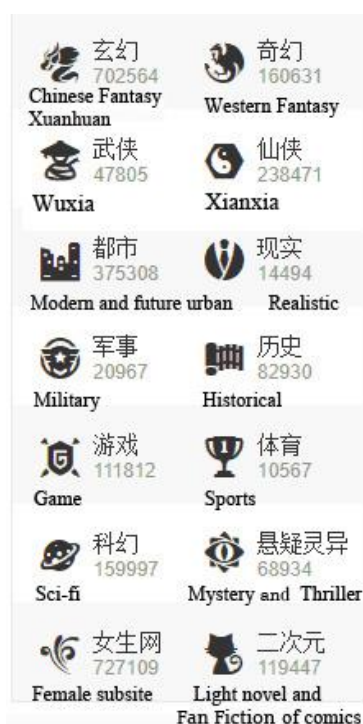 玄幻 奇幻
702564 160631
Chinese Fantasy Western Fantasy
Xuanhuan
武侠 仙侠
47805 238471
Wuxia Xianxia
都市 现实
375308 14494
Modern and future urban Realistic
军事 历史
20967 82930
Military Historical
游戏 体育
111812 10567
Game Sports
科幻 悬疑灵异
159997 68934
Sci-fi Mystery and Thriller
女生网 二次元
727109 119447
Female subsite Light novel and
Fan Fiction of comics